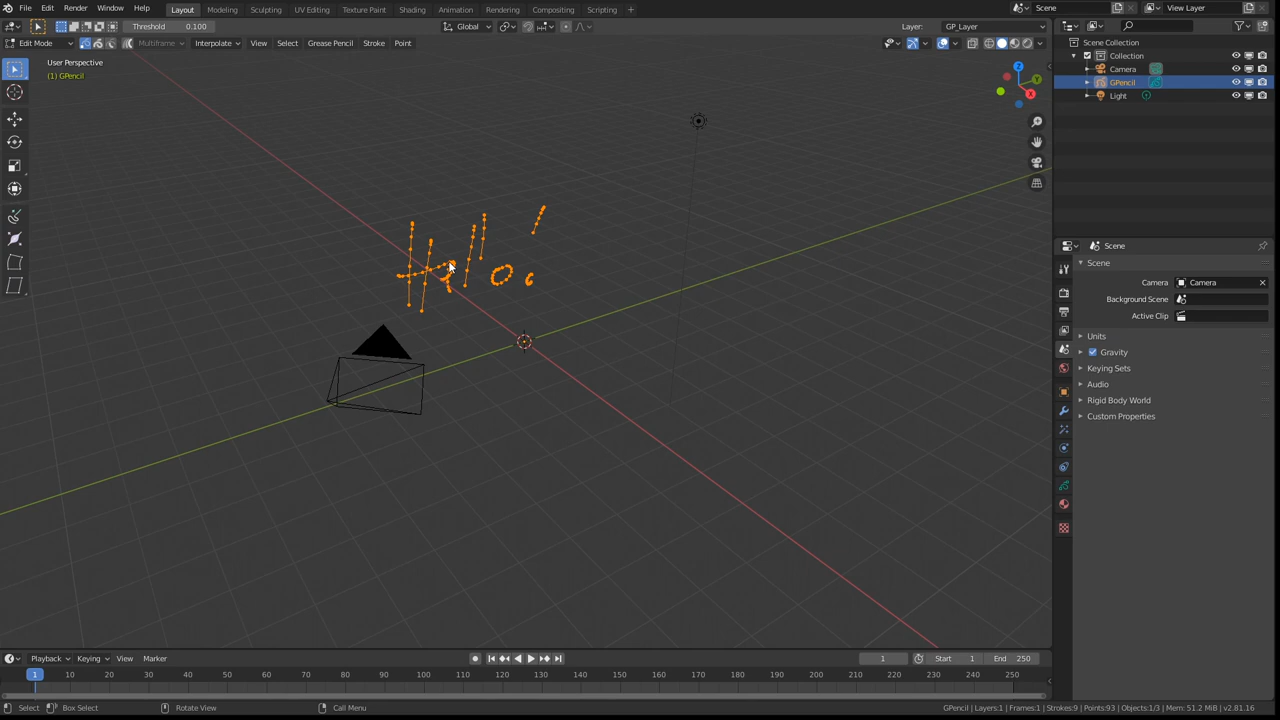 File Edit Render Window Help Layout Modeling Sculpting UV Editing Texture Paint Shading Animation Rendering Compositing Scripting + Scene View Layer
Threshold 0.100 Global Layer: GP_Layer
Edit Mode Multiframe Interpolate View Select Grease Pencil Stroke Point
User Perspective
(1) GPencil
Z
Y
X
Hello!
Scene Collection
Collection
Camera
GPencil
Light
Scene
Scene
Camera Camera
Background Scene
Active Clip
Units
Gravity
Keying Sets
Audio
Rigid Body World
Custom Properties
Playback Keying View Marker 1 Start 1 End 250
1 10 20 30 40 50 60 70 80 90 100 110 120 130 140 150 160 170 180 190 200 210 220 230 240 250
Select Box Select Rotate View Call Menu GPencil | Layers:1 | Frames:1 | Strokes:9 | Points:93 | Objects:1/3 | Mem: 51.2 MiB | v2.81.16